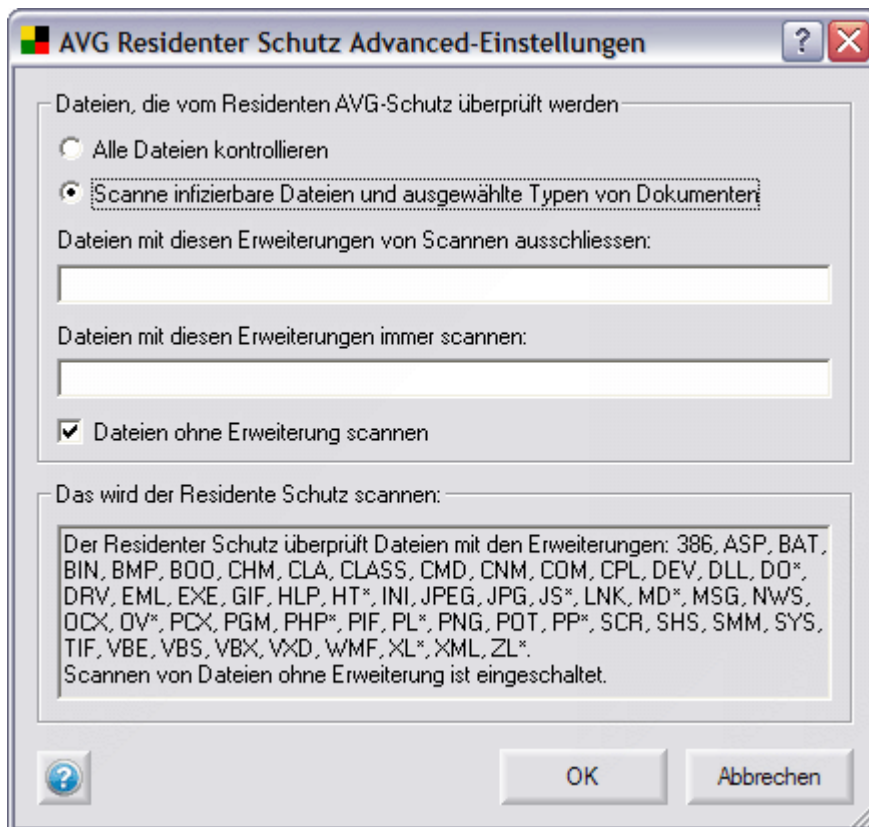 AVG Residenter Schutz Advanced-Einstellungen
Dateien, die vom Residenten AVG-Schutz überprüft werden
Alle Dateien kontrollieren
Scanne infizierbare Dateien und ausgewählte Typen von Dokumenten
Dateien mit diesen Erweiterungen von Scannen ausschliessen:
Dateien mit diesen Erweiterungen immer scannen:
Dateien ohne Erweiterung scannen
Das wird der Residente Schutz scannen:
Der Residenter Schutz überprüft Dateien mit den Erweiterungen: 386, ASP, BAT,
BIN, BMP, BOO, CHM, CLA, CLASS, CMD, CNM, COM, CPL, DEV, DLL, DO*,
DRV, EML, EXE, GIF, HLP, HT*, INI, JPEG, JPG, JS*, LNK, MD*, MSG, NWS,
OCX, OV*, PCX, PGM, PHP*, PIF, PL*, PNG, POT, PP*, SCR, SHS, SMM, SYS,
TIF, VBE, VBS, VBX, VXD, WMF, XL*, XML, ZL*.
Scannen von Dateien ohne Erweiterung ist eingeschaltet.
OK
Abbrechen